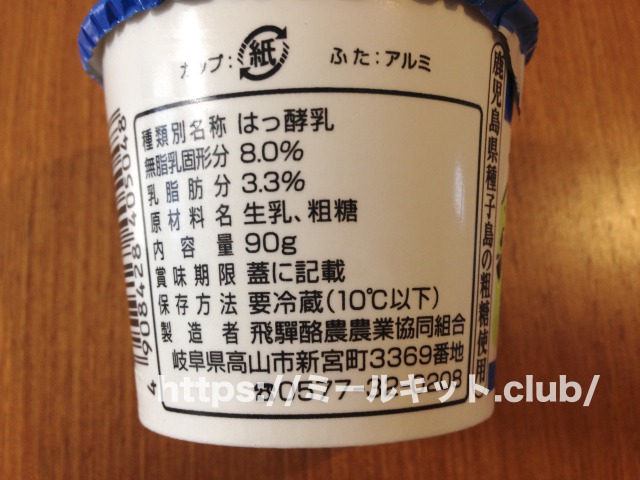 カップ: 紙 ふた:アルミ
種類別名称 はっ酵乳
無脂乳固形分 8.0%
乳脂肪分 3.3%
原材料名 生乳、粗糖
内容量 90g
賞味期限 蓋に記載
保存方法 要冷蔵(10℃以下)
製造者 飛騨酪農農業協同組合
岐阜県高山市新宮町3369番地
☎0577-32-
鹿児島県種子島の粗糖使用
4908428405048
https://ミールキット.club/